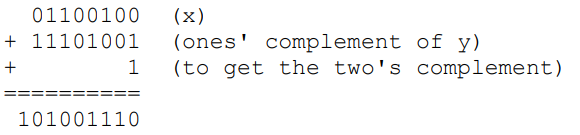 01100100  (x)
+ 11101001  (ones' complement of y)
+        1  (to get the two's complement)
==========
 101001110